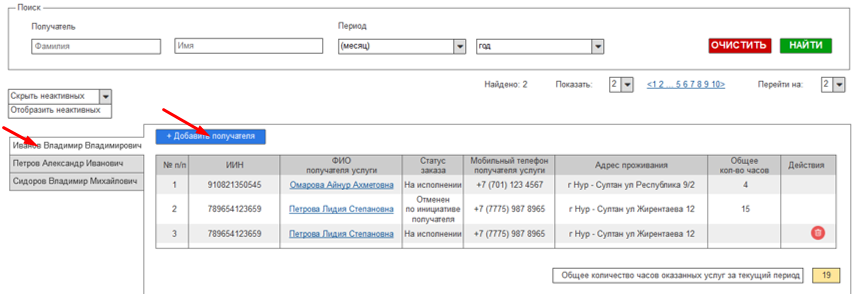 Поиск
Получатель
Период
Фамилия
Имя
(месяц)
год
ОЧИСТИТЬ
НАЙТИ
Найдено: 2
Показать:
2
<1 2 ... 5 6 7 8 9 10>
Перейти на:
2
Скрыть неактивных
Отобразить неактивных
Иванов Владимир Владимирович
Петров Александр Иванович
Сидоров Владимир Михайлович
+ Добавить получателя
№ п/п
ИИН
ФИО
получателя услуги
Статус
заказа
Мобильный телефон
получателя услуги
Адрес проживания
Общее
кол-во часов
Действия
1
910821350545
Омарова Айнур Ахметовна
На исполнении
+7 (701) 123 4567
г Нур - Султан ул Республика 9/2
4
2
789654123659
Петрова Лидия Степановна
Отменен
по инициативе
получателя
+7 (7775) 987 8965
г Нур - Султан ул Жирентаева 12
15
3
789654123659
Петрова Лидия Степановна
На исполнении
+7 (7775) 987 8965
г Нур - Султан ул Жирентаева 12
Общее количество часов оказанных услуг за текущий период
19